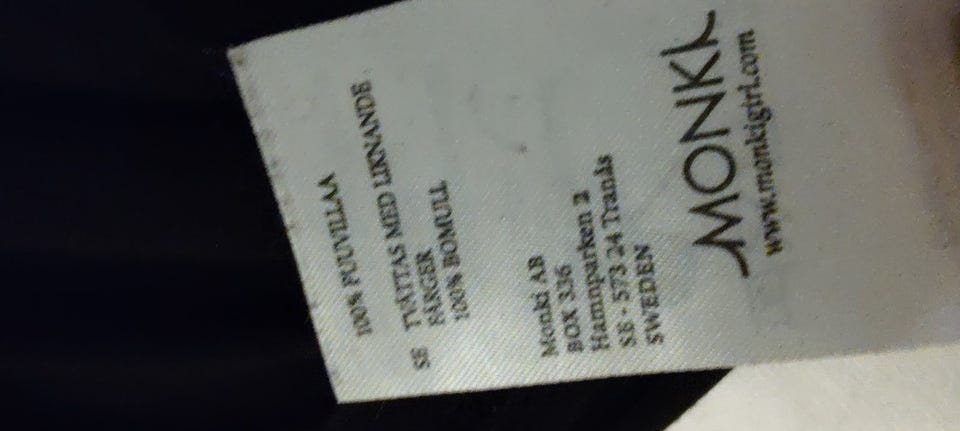 100% PUUVILLAA
SE TVÄTTAS MED LIKNANDE
FÄRGER
100% BOMULL
Monki AB
BOX 336
Hamnparken 2
SE - 573 24 Tranås
SWEDEN
MONKI
www.monkigirl.com